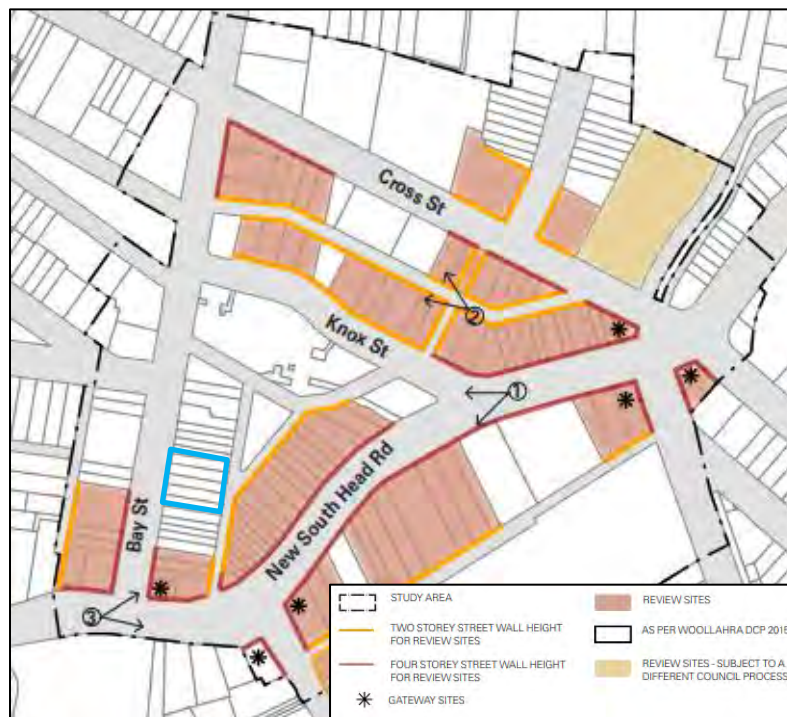 Cross St
Knox St
New South Head Rd
Bay St
1
2
3
STUDY AREA
TWO STOREY STREET WALL HEIGHT
FOR REVIEW SITES
FOUR STOREY STREET WALL HEIGHT
FOR REVIEW SITES
GATEWAY SITES
REVIEW SITES
AS PER WOOLLAHRA DCP 2015
REVIEW SITES - SUBJECT TO A
DIFFERENT COUNCIL PROCESS